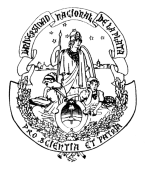 UNIVERSIDAD NACIONAL DE LA PLATA
PRO SCIENTIA ET PATRIA